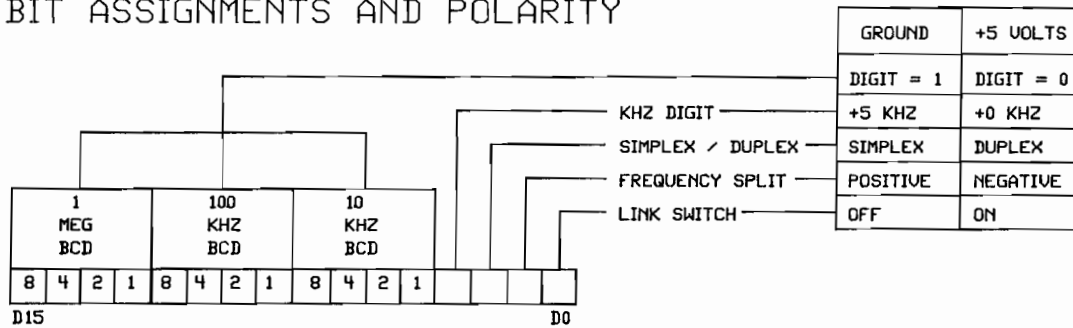 BIT ASSIGNMENTS AND POLARITY
GROUND +5 VOLTS
DIGIT = 1 DIGIT = 0
KHZ DIGIT +5 KHZ +0 KHZ
SIMPLEX / DUPLEX SIMPLEX DUPLEX
FREQUENCY SPLIT POSITIVE NEGATIVE
LINK SWITCH OFF ON
1 100 10
MEG KHZ KHZ
BCD BCD BCD
8 4 2 1 8 4 2 1 8 4 2 1
D15 D0